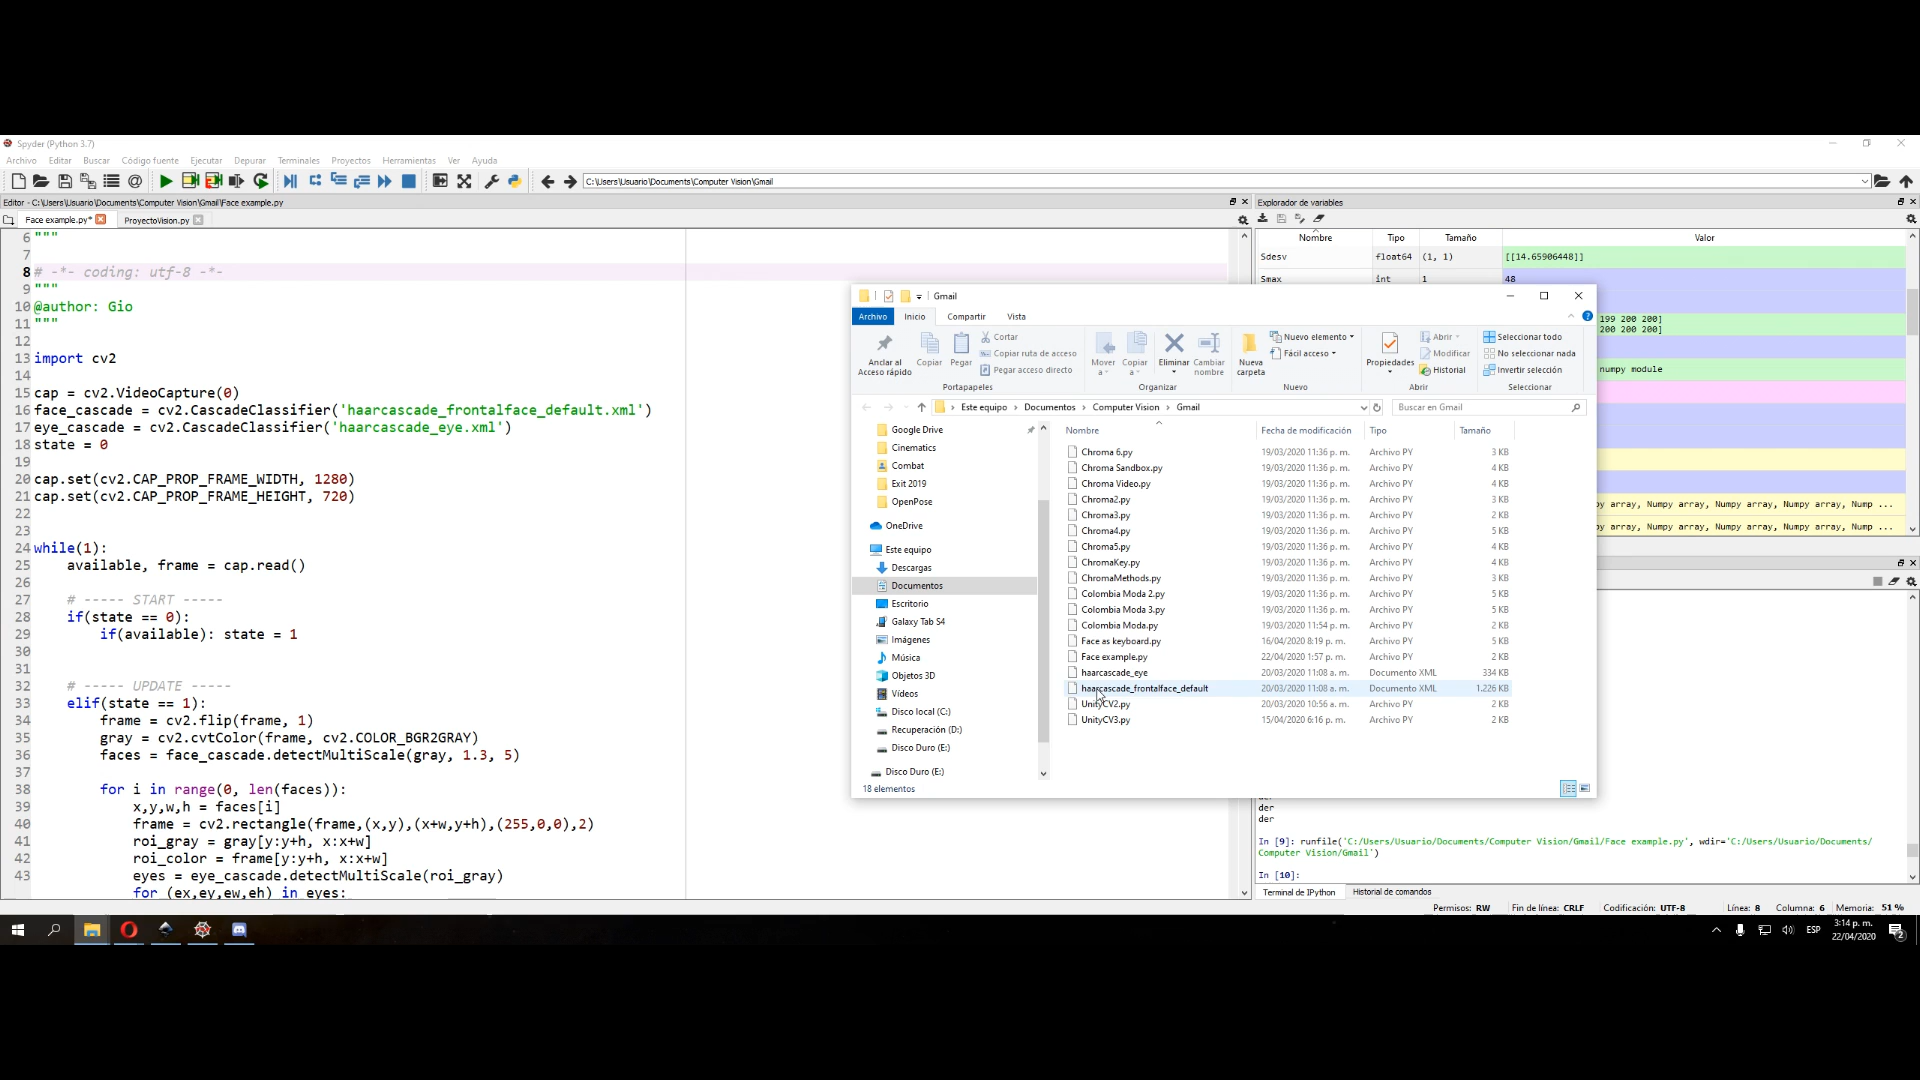 Spyder (Python 3.7)
Archivo Editar Buscar Código fuente Ejecutar Depurar Terminales Proyectos Herramientas Ver Ayuda
C:\Users\Usuario\Documents\Computer Vision\Gmail
Editor - C:\Users\Usuario\Documents\Computer Vision\Gmail\Face example.py
Face example.py* ProyectoVision.py
6 """
7
8 # -*- coding: utf-8 -*-
9 """
10 @author: Gio
11 """
12
13 import cv2
14
15 cap = cv2.VideoCapture(0)
16 face_cascade = cv2.CascadeClassifier('haarcascade_frontalface_default.xml')
17 eye_cascade = cv2.CascadeClassifier('haarcascade_eye.xml')
18 state = 0
19
20 cap.set(cv2.CAP_PROP_FRAME_WIDTH, 1280)
21 cap.set(cv2.CAP_PROP_FRAME_HEIGHT, 720)
22
23
24 while(1):
25 available, frame = cap.read()
26
27 # ----- START -----
28 if(state == 0):
29 if(available): state = 1
30
31
32 # ----- UPDATE -----
33 elif(state == 1):
34 frame = cv2.flip(frame, 1)
35 gray = cv2.cvtColor(frame, cv2.COLOR_BGR2GRAY)
36 faces = face_cascade.detectMultiScale(gray, 1.3, 5)
37
38 for i in range(0, len(faces)):
39 x,y,w,h = faces[i]
40 frame = cv2.rectangle(frame,(x,y),(x+w,y+h),(255,0,0),2)
41 roi_gray = gray[y:y+h, x:x+w]
42 roi_color = frame[y:y+h, x:x+w]
43 eyes = eye_cascade.detectMultiScale(roi_gray)
for (ex,ey,ew,eh) in eyes:
Explorador de variables
Nombre Tipo Tamaño Valor
Sdesv float64 (1, 1) [[14.65906448]]
Smax int 1 48
199 200 200]
200 200 200]
numpy module
array, Numpy array, Numpy array, Numpy array, Nump ...
array, Numpy array, Numpy array, Numpy array, Nump ...
Gmail
Archivo Inicio Compartir Vista
Anclar al Acceso rápido
Copiar
Pegar
Cortar
Copiar ruta de acceso
Pegar acceso directo
Portapapeles
Mover a
Copiar a
Eliminar
Cambiar nombre
Organizar
Nueva carpeta
Nuevo elemento
Fácil acceso
Nuevo
Propiedades
Abrir
Modificar
Historial
Abrir
Seleccionar todo
No seleccionar nada
Invertir selección
Seleccionar
Este equipo > Documentos > Computer Vision > Gmail
Buscar en Gmail
Google Drive
Cinematics
Combat
Exit 2019
OpenPose
OneDrive
Este equipo
Descargas
Documentos
Escritorio
Galaxy Tab S4
Imágenes
Música
Objetos 3D
Vídeos
Disco local (C:)
Recuperación (D:)
Disco Duro (E:)
Disco Duro (E:)
Nombre Fecha de modificación Tipo Tamaño
Chroma 6.py 19/03/2020 11:36 p. m. Archivo PY 3 KB
Chroma Sandbox.py 19/03/2020 11:36 p. m. Archivo PY 4 KB
Chroma Video.py 19/03/2020 11:36 p. m. Archivo PY 4 KB
Chroma2.py 19/03/2020 11:36 p. m. Archivo PY 3 KB
Chroma3.py 19/03/2020 11:36 p. m. Archivo PY 2 KB
Chroma4.py 19/03/2020 11:36 p. m. Archivo PY 5 KB
Chroma5.py 19/03/2020 11:36 p. m. Archivo PY 4 KB
ChromaKey.py 19/03/2020 11:36 p. m. Archivo PY 4 KB
ChromaMethods.py 19/03/2020 11:36 p. m. Archivo PY 3 KB
Colombia Moda 2.py 19/03/2020 11:36 p. m. Archivo PY 5 KB
Colombia Moda 3.py 19/03/2020 11:36 p. m. Archivo PY 5 KB
Colombia Moda.py 19/03/2020 11:54 p. m. Archivo PY 2 KB
Face as keyboard.py 16/04/2020 8:19 p. m. Archivo PY 5 KB
Face example.py 22/04/2020 1:57 p. m. Archivo PY 2 KB
haarcascade_eye 20/03/2020 11:08 a. m. Documento XML 334 KB
haarcascade_frontalface_default 20/03/2020 11:08 a. m. Documento XML 1.226 KB
UnityCV2.py 20/03/2020 10:56 a. m. Archivo PY 2 KB
UnityCV3.py 15/04/2020 6:16 p. m. Archivo PY 2 KB
18 elementos
der
der
In [9]: runfile('C:/Users/Usuario/Documents/Computer Vision/Gmail/Face example.py', wdir='C:/Users/Usuario/Documents/
Computer Vision/Gmail')
In [10]:
Terminal de IPython Historial de comandos
Permisos: RW Fin de línea: CRLF Codificación: UTF-8 Línea: 8 Columna: 6 Memoria: 51 %
ESP 3:14 p. m.
22/04/2020 2